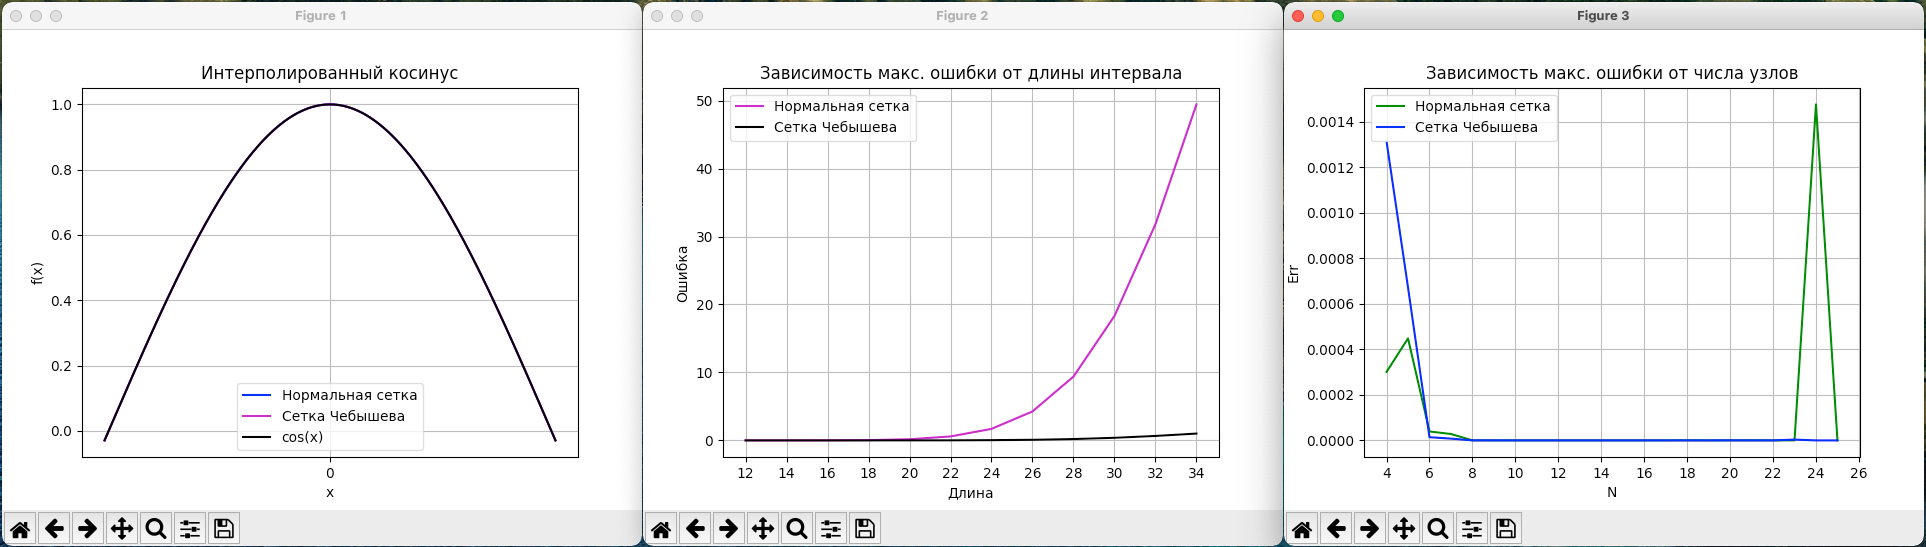 Figure 1
Интерполированный косинус
1.0
0.8
0.6
0.4
0.2
0.0
f(x)
Нормальная сетка
Сетка Чебышева
cos(x)
0
x
Figure 2
Зависимость макс. ошибки от длины интервала
50
40
30
20
10
0
Ошибка
Нормальная сетка
Сетка Чебышева
12 14 16 18 20 22 24 26 28 30 32 34
Длина
Figure 3
Зависимость макс. ошибки от числа узлов
0.0014
0.0012
0.0010
0.0008
0.0006
0.0004
0.0002
0.0000
Err
Нормальная сетка
Сетка Чебышева
4 6 8 10 12 14 16 18 20 22 24 26
N